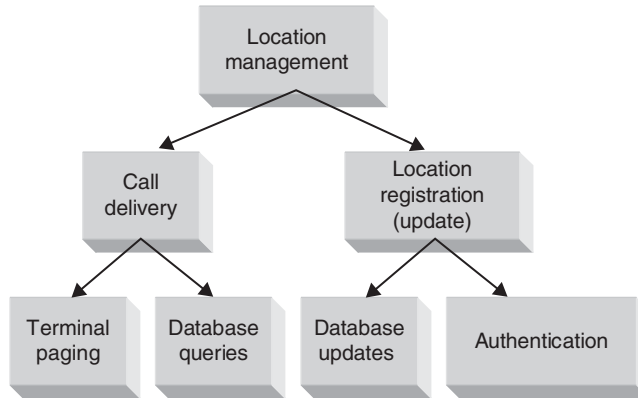 Location
management
Call
delivery
Location
registration
(update)
Terminal
paging
Database
queries
Database
updates
Authentication